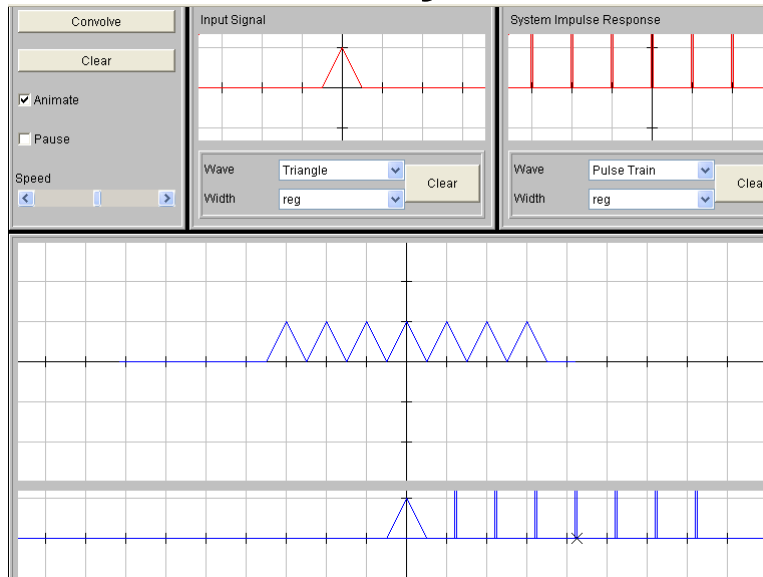 Convolve
Clear
Animate
Pause
Speed
Input Signal
Wave
Triangle
Clear
Width
reg
System Impulse Response
Wave
Pulse Train
Clea
Width
reg